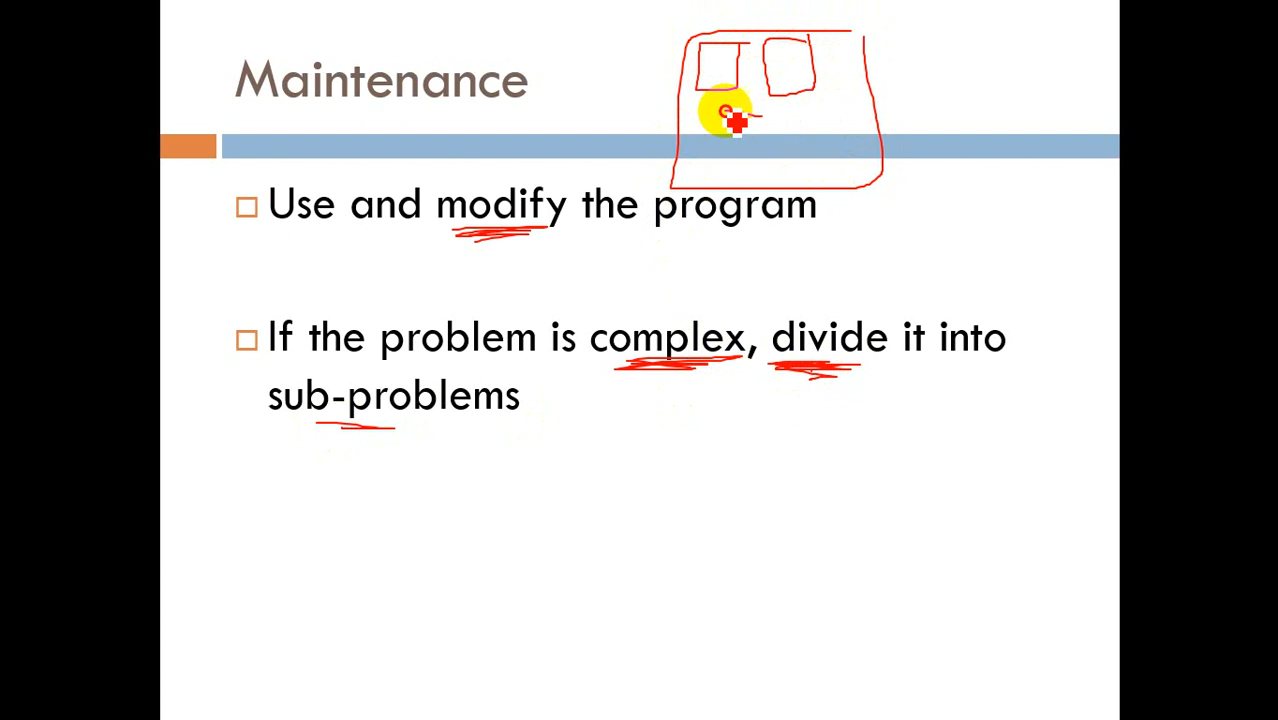 Maintenance
Use and modify the program
If the problem is complex, divide it into
sub-problems